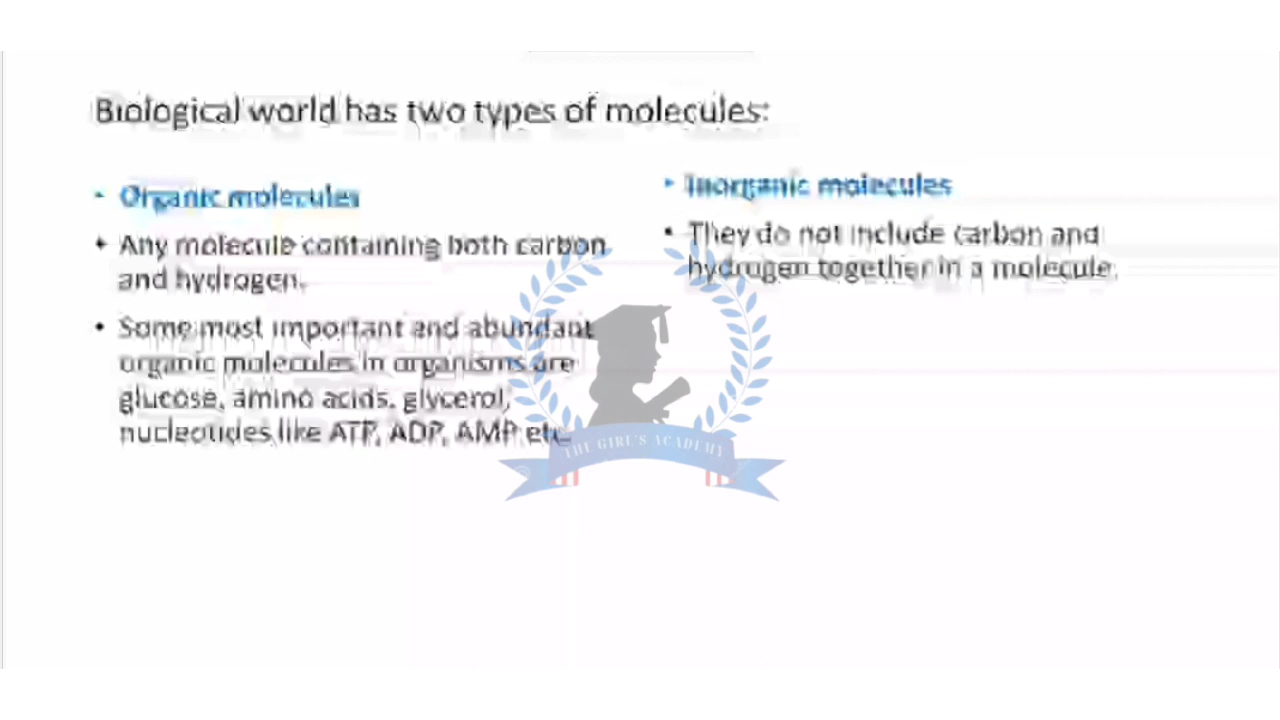 Biological world has two types of molecules:
• Organic molecules
• Any molecule containing both carbon
and hydrogen.
• Some most important and abundant
organic molecules in organisms are
glucose, amino acids, glycerol,
nucleotides like ATP, ADP, AMP etc.
• Inorganic molecules
• They do not include carbon and
hydrogen together in a molecule.
THE GIRL'S ACADEMY